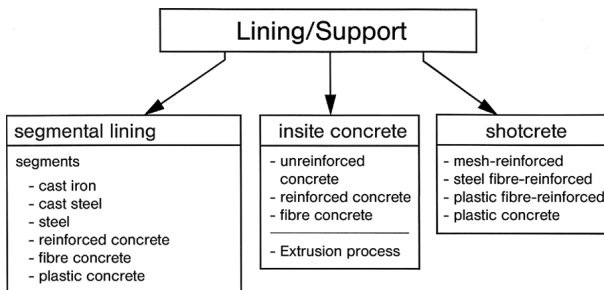 Lining/Support
segmental lining
segments
- cast iron
- cast steel
- steel
- reinforced concrete
- fibre concrete
- plastic concrete
insite concrete
- unreinforced
concrete
- reinforced concrete
- fibre concrete
- Extrusion process
shotcrete
- mesh-reinforced
- steel fibre-reinforced
- plastic fibre-reinforced
- plastic concrete